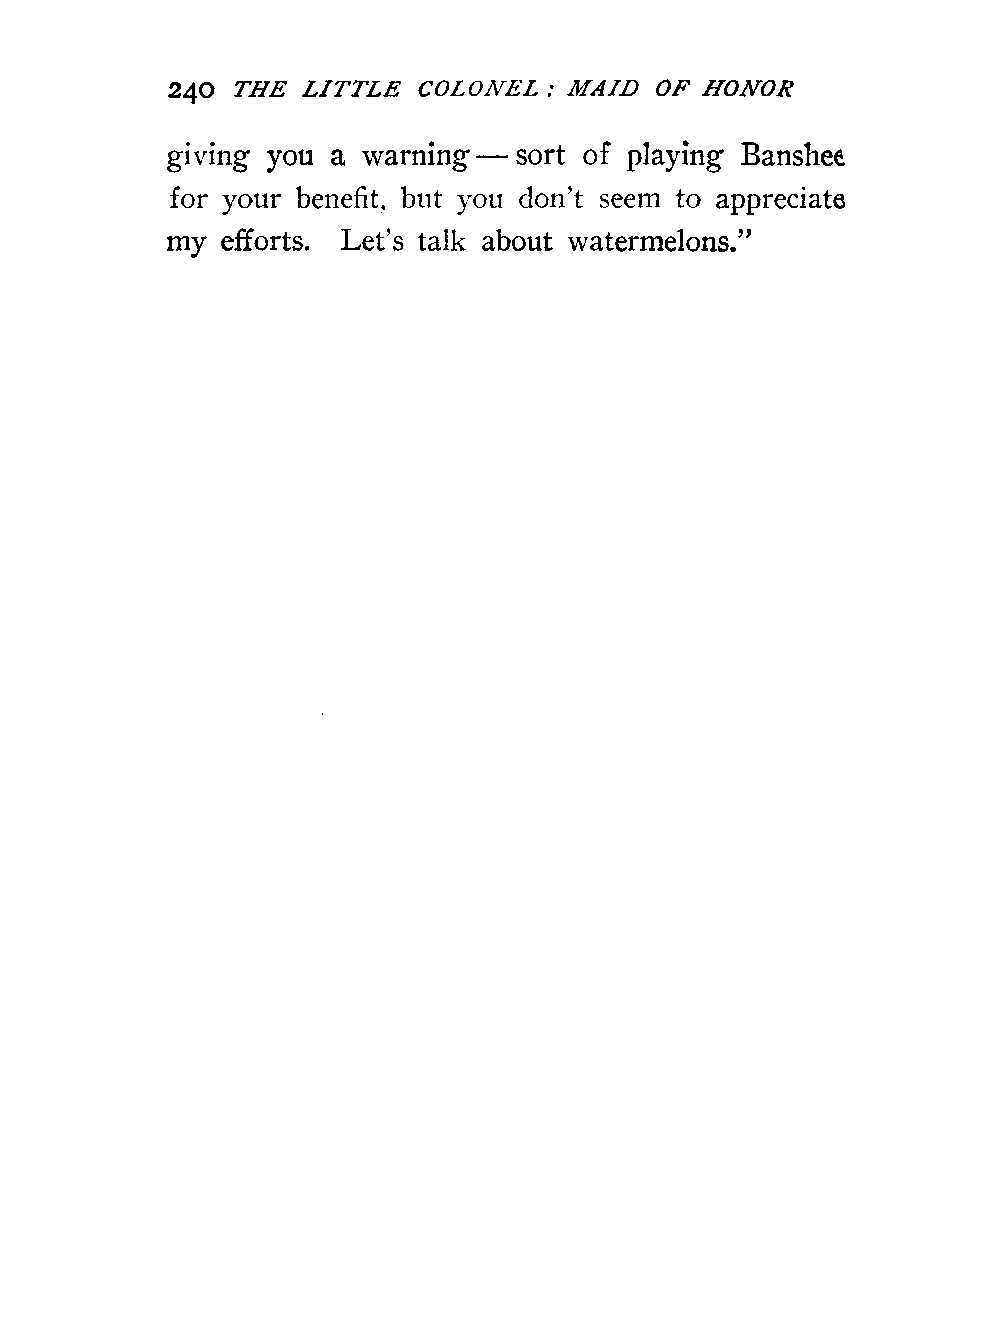 240 THE LITTLE COLONEL: MAID OF HONOR
giving you a warning — sort of playing Banshee
for your benefit, but you don't seem to appreciate
my efforts. Let's talk about watermelons."